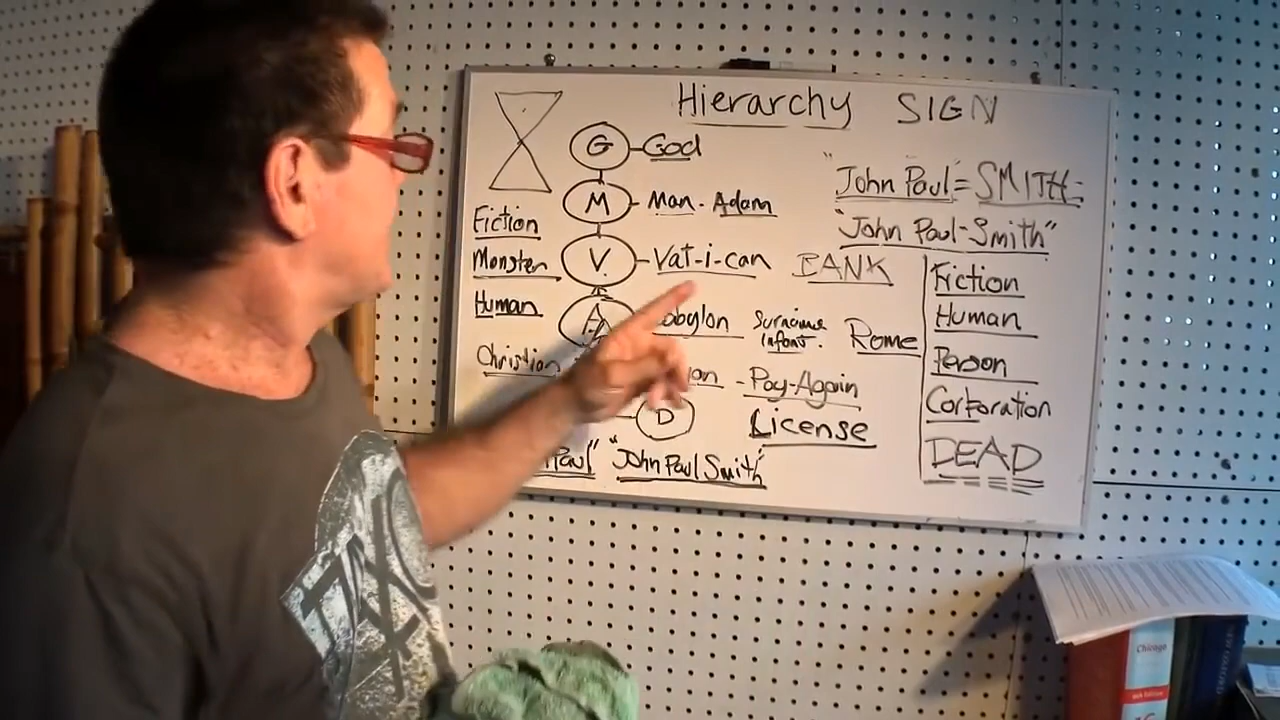 Hierarchy SIGN
G - God
M - Man - Adam
V. - Vat-i-can BANK
Fiction
Monster
Human
Christian
"John Paul" = SMITH.
"John Paul-Smith"
Surname
infant.
Rome
- Pay-Again
D
License
Paul" "John Paul Smith"
Fiction
Human
Person
Corporation
DEAD
Chicago